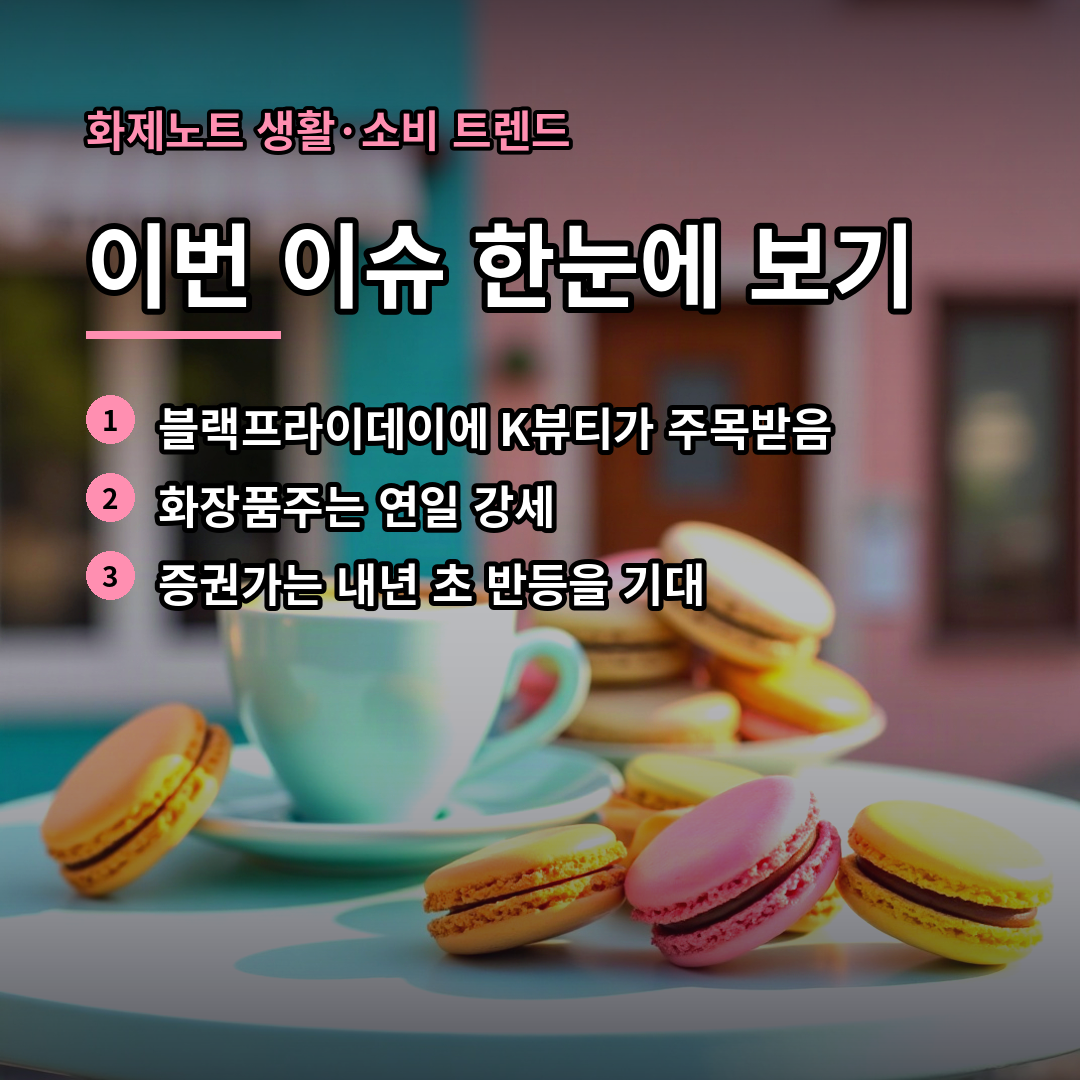 화제노트 생활·소비 트렌드
이번 이슈 한눈에 보기
1 블랙프라이데이에 K뷰티가 주목받음
2 화장품주는 연일 강세
3 증권가는 내년 초 반등을 기대